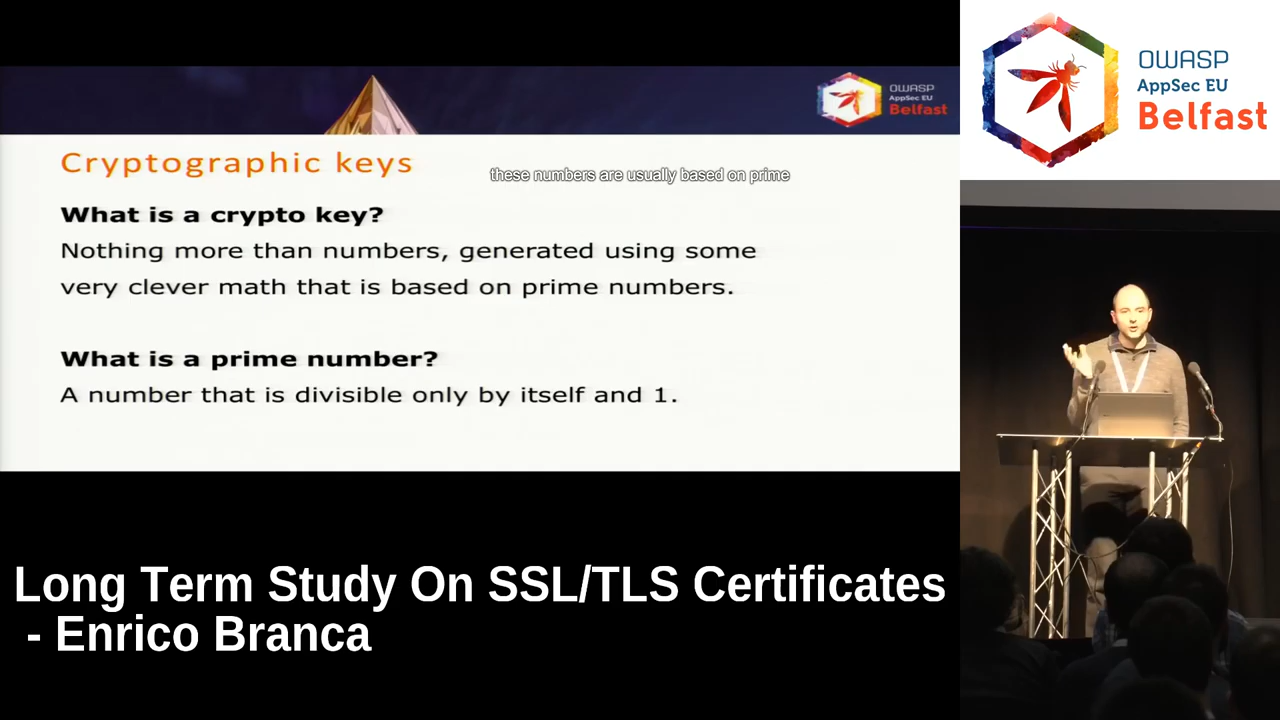 OWASP
AppSec EU
Belfast
Cryptographic keys
these numbers are usually based on prime
What is a crypto key?
Nothing more than numbers, generated using some
very clever math that is based on prime numbers.
What is a prime number?
A number that is divisible only by itself and 1.
Long Term Study On SSL/TLS Certificates
- Enrico Branca
OWASP
AppSec EU
Belfast